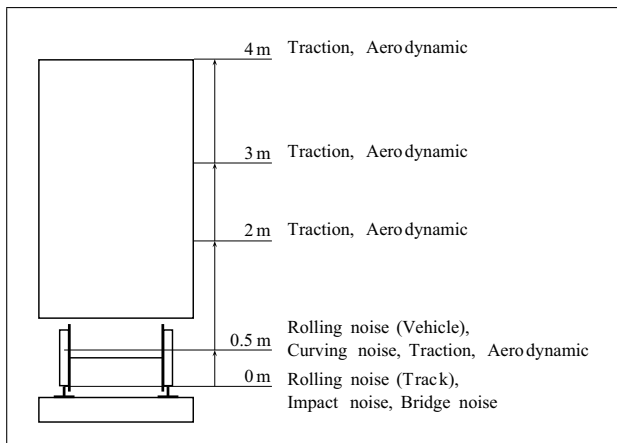 4 m Traction, Aerodynamic
3 m Traction, Aerodynamic
2 m Traction, Aerodynamic
Rolling noise (Vehicle),
0.5 m Curving noise, Traction, Aerodynamic
0 m Rolling noise (Track),
Impact noise, Bridge noise